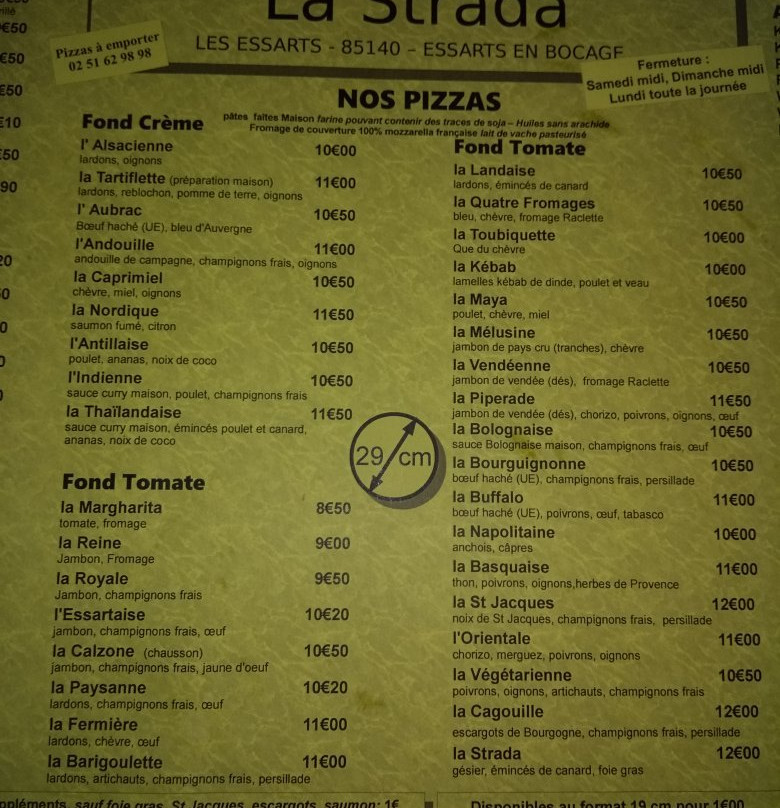 La Strada
LES ESSARTS - 85140 - ESSARTS EN BOCAGE
Pizzas à emporter
02 51 62 98 98
Fermeture :
Samedi midi, Dimanche midi
Lundi toute la journée
NOS PIZZAS
pâtes faites Maison farine pouvant contenir des traces de soja – Huiles sans arachide
Fromage de couverture 100% mozzarella française lait de vache pasteurisé
Fond Crème
l' Alsacienne 10€00
lardons, oignons
la Tartiflette (préparation maison) 11€00
lardons, reblochon, pomme de terre, oignons
l' Aubrac 10€50
Bœuf haché (UE), bleu d'Auvergne
l'Andouille 11€00
andouille de campagne, champignons frais, oignons
la Caprimiel 10€50
chèvre, miel, oignons
la Nordique 11€50
saumon fumé, citron
l'Antillaise 10€50
poulet, ananas, noix de coco
l'Indienne 10€50
sauce curry maison, poulet, champignons frais
la Thaïlandaise 11€50
sauce curry maison, émincés poulet et canard,
ananas, noix de coco
29 cm
Fond Tomate
la Margharita 8€50
tomate, fromage
la Reine 9€00
Jambon, Fromage
la Royale 9€50
Jambon, champignons frais
l'Essartaise 10€20
jambon, champignons frais, œuf
la Calzone (chausson) 10€50
jambon, champignons frais, jaune d'oeuf
la Paysanne 10€20
lardons, champignons frais, œuf
la Fermière 11€00
lardons, chèvre, œuf
la Barigoulette 11€00
lardons, artichauts, champignons frais, persillade
Fond Tomate
la Landaise 10€50
lardons, émincés de canard
la Quatre Fromages 10€50
bleu, chèvre, fromage Raclette
la Toubiquette 10€00
Que du chèvre
la Kébab 10€00
lamelles kébab de dinde, poulet et veau
la Maya 10€50
poulet, chèvre, miel
la Mélusine 10€50
jambon de pays cru (tranches), chèvre
la Vendéenne 10€50
jambon de vendée (dés), fromage Raclette
la Piperade 11€50
jambon de vendée (dés), chorizo, poivrons, oignons, œuf
la Bolognaise 10€50
sauce Bolognaise maison, champignons frais, œuf
la Bourguignonne 10€50
bœuf haché (UE), champignons frais, persillade
la Buffalo 11€00
bœuf haché (UE), poivrons, œuf, tabasco
la Napolitaine 10€00
anchois, câpres
la Basquaise 11€00
thon, poivrons, oignons,herbes de Provence
la St Jacques 12€00
noix de St Jacques, champignons frais, persillade
l'Orientale 11€00
chorizo, merguez, poivrons, oignons
la Végétarienne 10€50
poivrons, oignons, artichauts, champignons frais
la Cagouille 12€00
escargots de Bourgogne, champignons frais, persillade
la Strada 12€00
gésier, émincés de canard, foie gras
sauf foie gras, St Jacques, escargots, saumon: 1€
Disponibles au format 19 cm pour 1€00